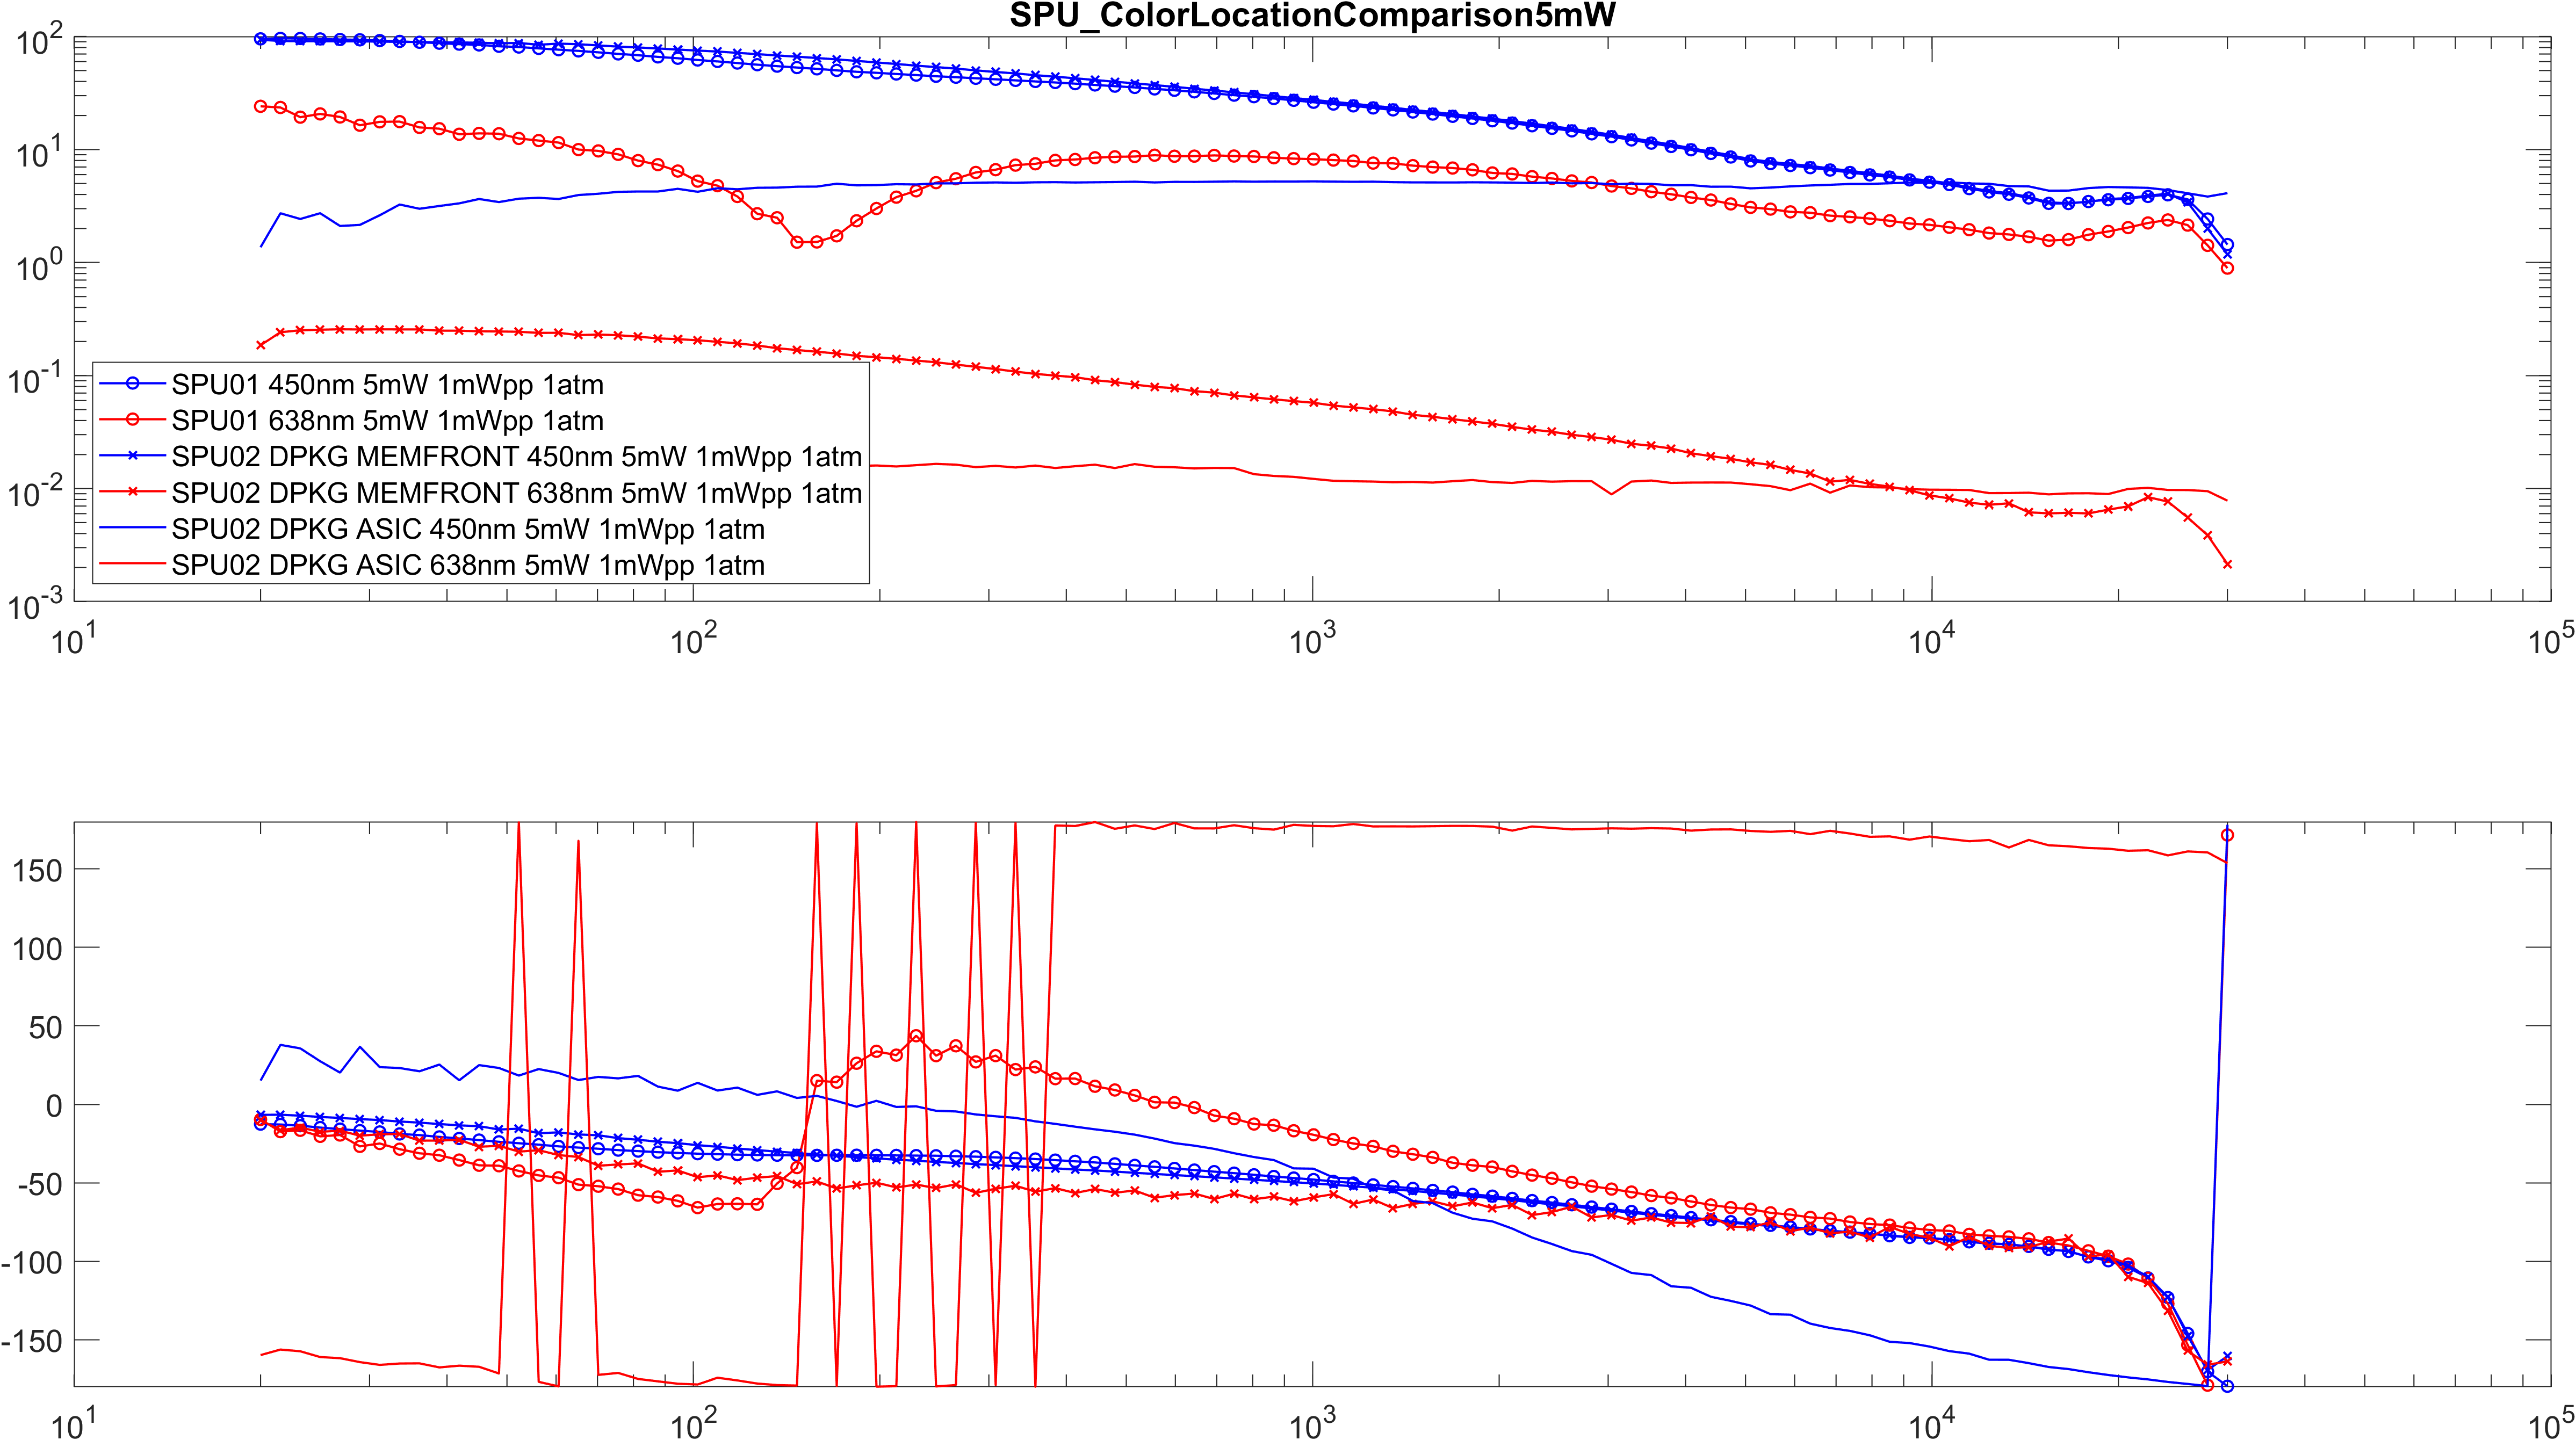 SPU_ColorLocationComparison5mW
10^2
10^1
10^0
10^-1
10^-2
10^-3
SPU01 450nm 5mW 1mWpp 1atm
SPU01 638nm 5mW 1mWpp 1atm
SPU02 DPKG MEMFRONT 450nm 5mW 1mWpp 1atm
SPU02 DPKG MEMFRONT 638nm 5mW 1mWpp 1atm
SPU02 DPKG ASIC 450nm 5mW 1mWpp 1atm
SPU02 DPKG ASIC 638nm 5mW 1mWpp 1atm
10^1 10^2 10^3 10^4 10^5
150
100
50
0
-50
-100
-150
10^1 10^2 10^3 10^4 10^5